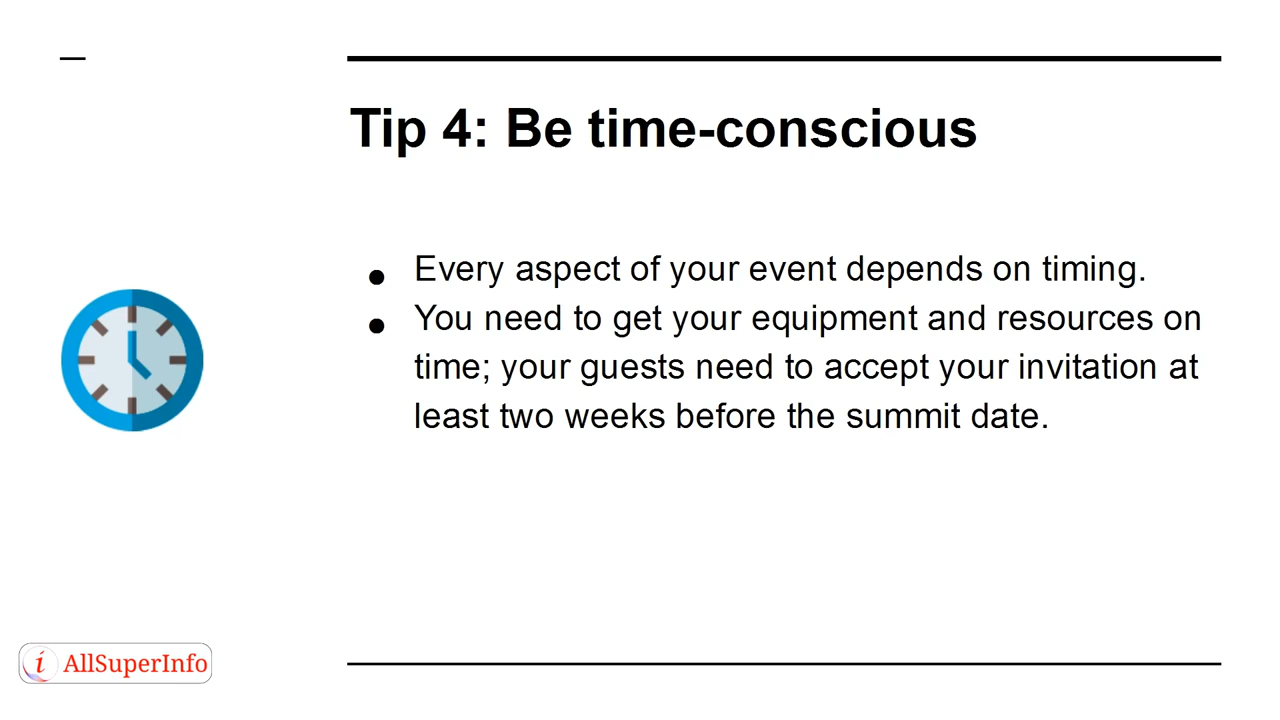 Tip 4: Be time-conscious
● Every aspect of your event depends on timing.
● You need to get your equipment and resources on
time; your guests need to accept your invitation at
least two weeks before the summit date.
i AllSuperInfo